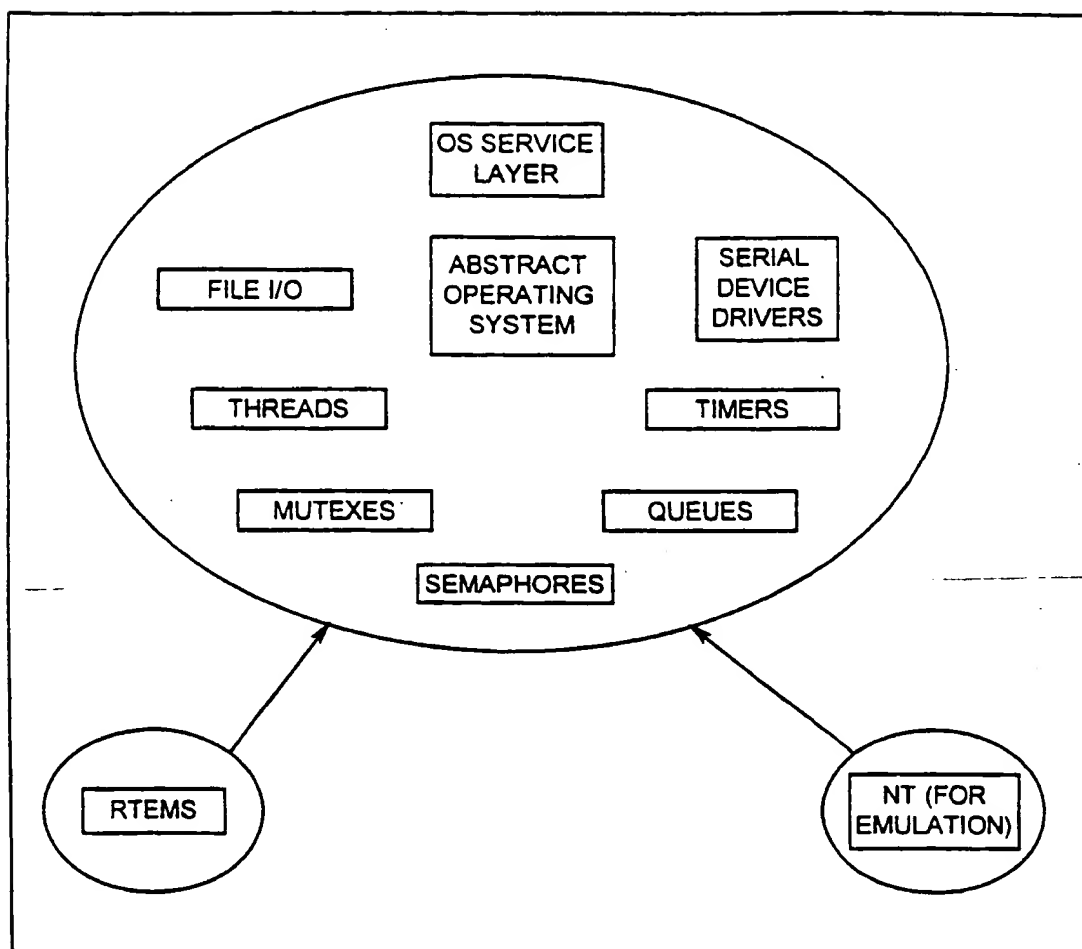 OS SERVICE
LAYER
ABSTRACT
OPERATING
SYSTEM
SERIAL
DEVICE
DRIVERS
FILE I/O
THREADS
TIMERS
MUTEXES
QUEUES
SEMAPHORES
RTEMS
NT (FOR
EMULATION)